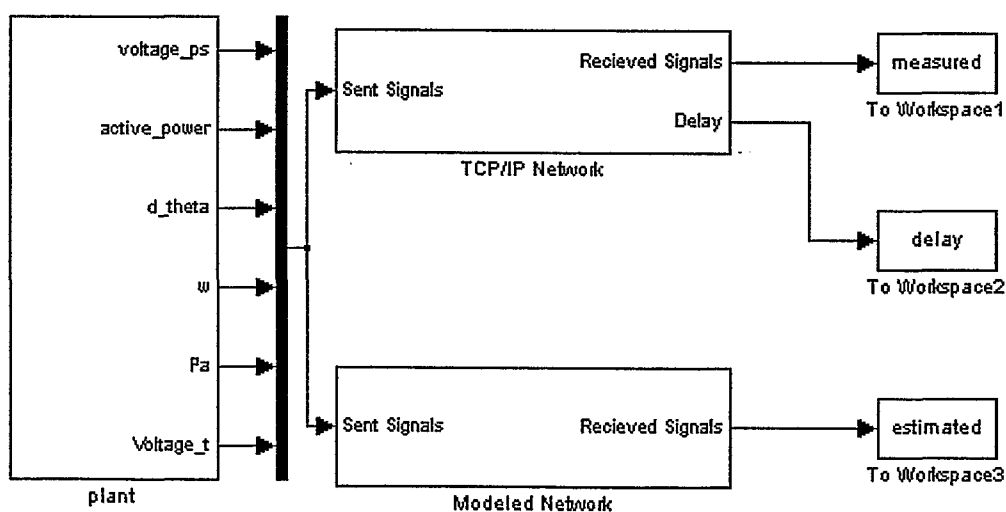 voltage_ps
active_power
d_theta
w
Pa
Voltage_t
plant
Sent Signals
Recieved Signals
Delay
TCP/IP Network
Sent Signals
Recieved Signals
Modeled Network
measured
To Workspace1
delay
To Workspace2
estimated
To Workspace3